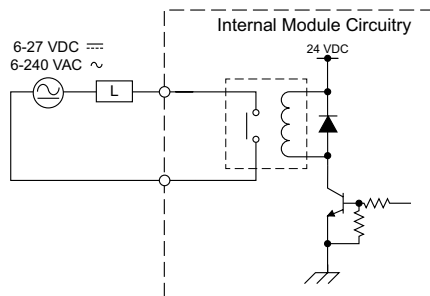 Internal Module Circuitry
6-27 VDC ⎓
6-240 VAC ∿
24 VDC
L